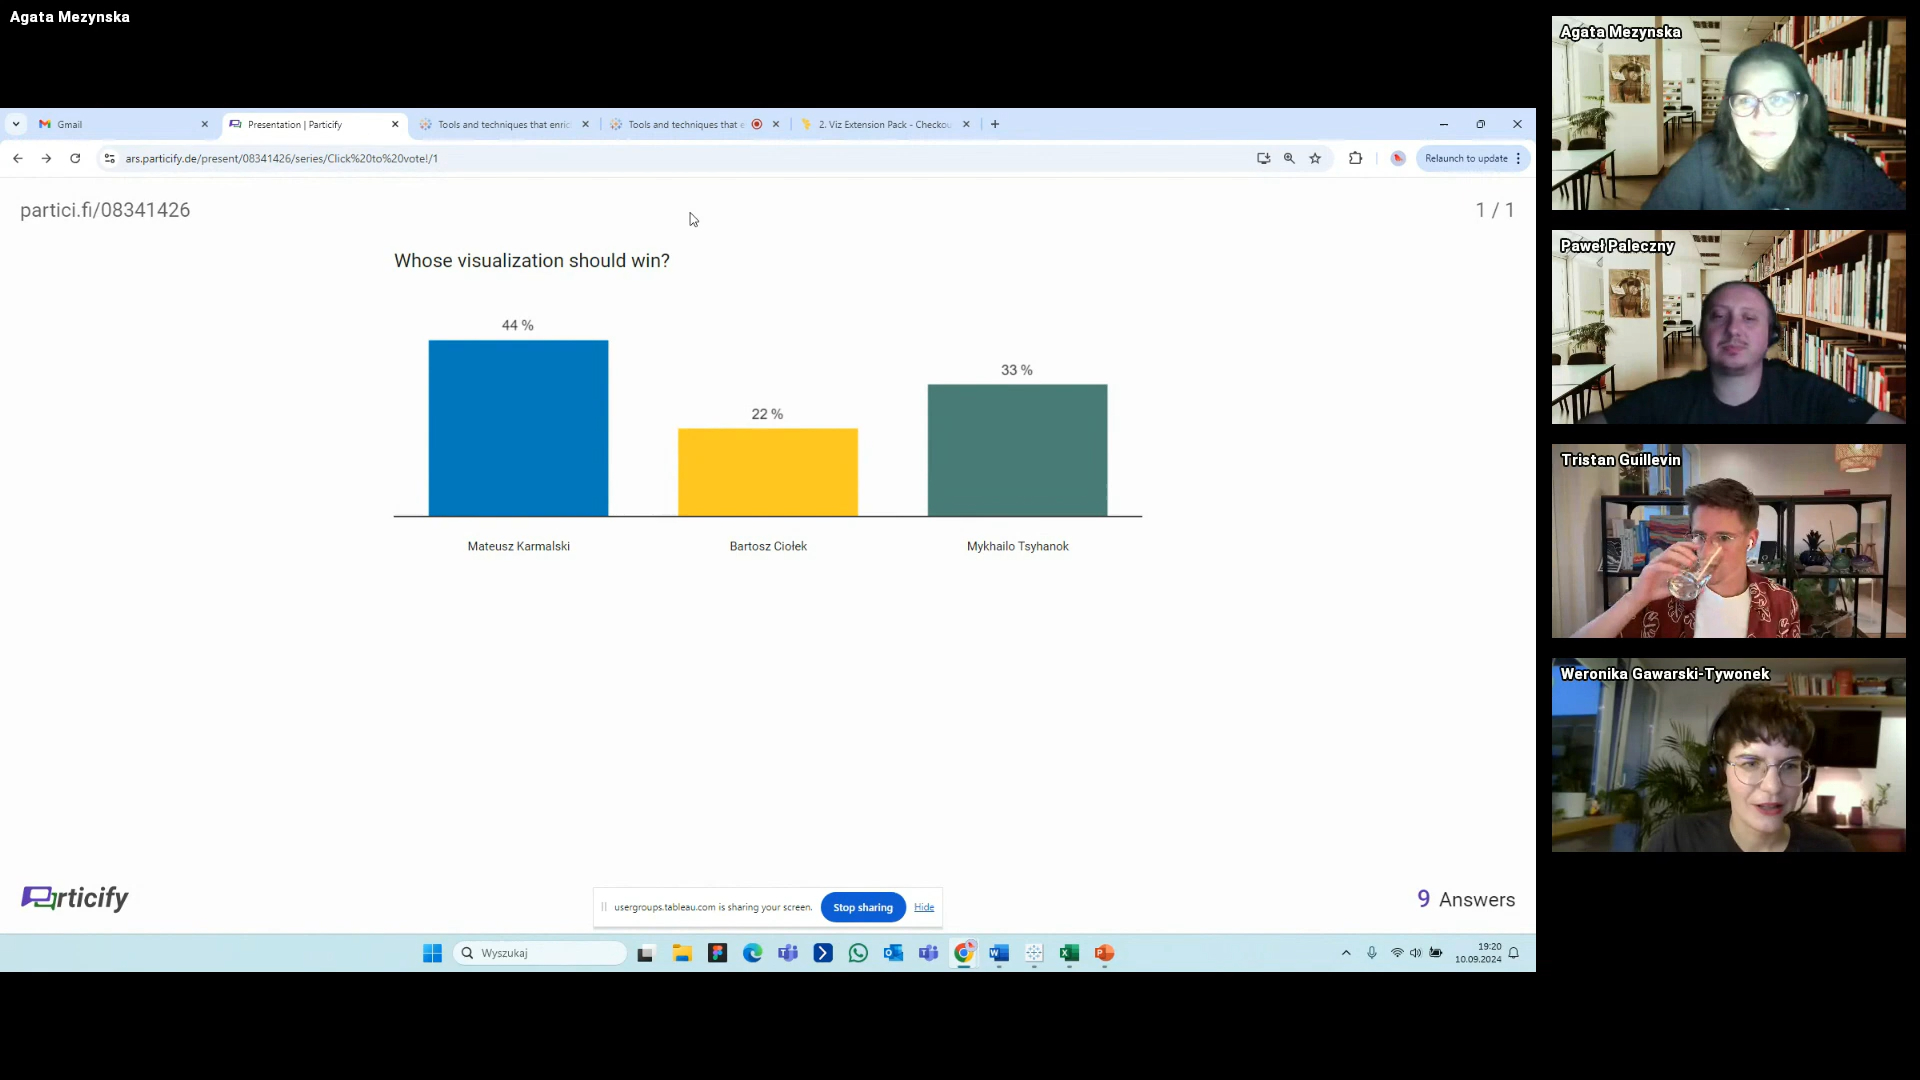 Agata Mezynska
Gmail
Presentation | Particify
Tools and techniques that enric
Tools and techniques that e
2. Viz Extension Pack - Checkou
ars.particify.de/present/08341426/series/Click%20to%20vote!/1
Relaunch to update
partici.fi/08341426
1 / 1
Whose visualization should win?
44 %
22 %
33 %
Mateusz Karmalski
Bartosz Ciołek
Mykhailo Tsyhanok
Particify
usergroups.tableau.com is sharing your screen.
Stop sharing
Hide
9 Answers
Wyszukaj
19:20
10.09.2024
Agata Mezynska
Paweł Paleczny
Tristan Guillevin
Weronika Gawarski-Tywonek